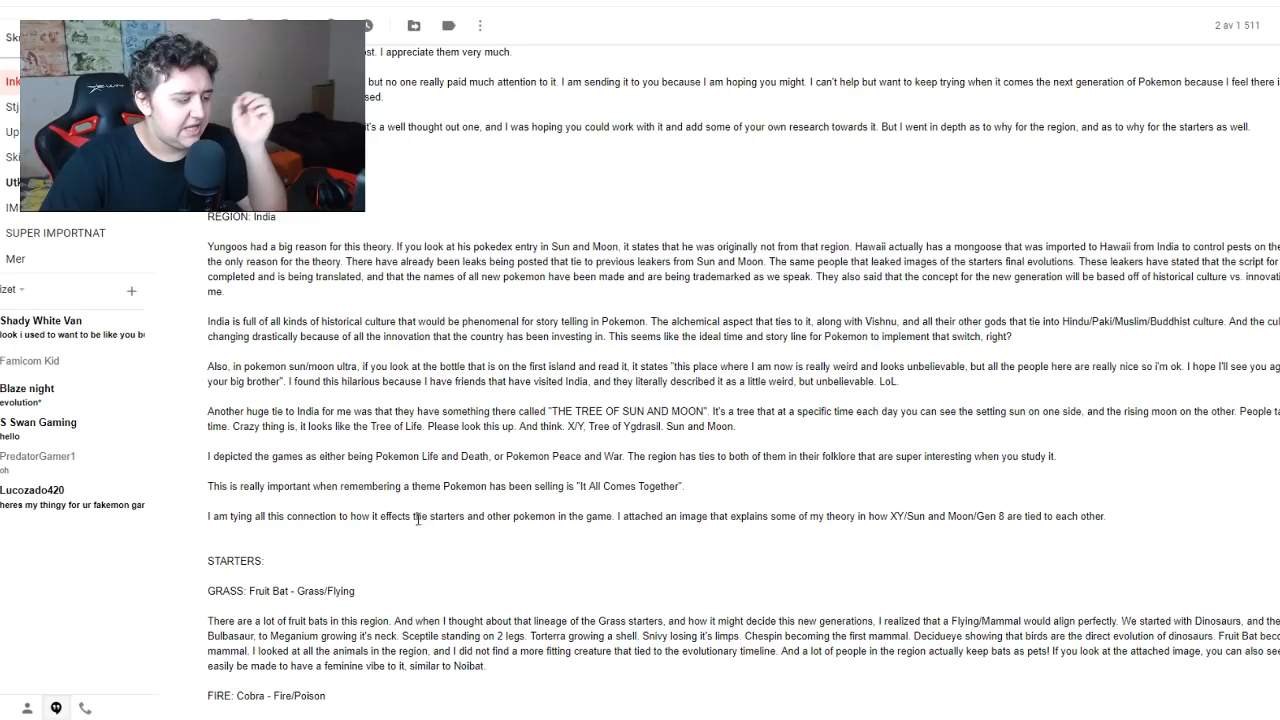 2 av 1 511
Sk
ost. I appreciate them very much.
Ink
but no one really paid much attention to it. I am sending it to you because I am hoping you might. I can't help but want to keep trying when it comes the next generation of Pokemon because I feel there i
Stj
sed.
Up
it's a well thought out one, and I was hoping you could work with it and add some of your own research towards it. But I went in depth as to why for the region, and as to why for the starters as well.
Ski
Utk
IM
REGION: India
SUPER IMPORTNAT
Yungoos had a big reason for this theory. If you look at his pokedex entry in Sun and Moon, it states that he was originally not from that region. Hawaii actually has a mongoose that was imported to Hawaii from India to control pests on the
Mer
the only reason for the theory. There have already been leaks being posted that tie to previous leakers from Sun and Moon. The same people that leaked images of the starters final evolutions. These leakers have stated that the script for
completed and is being translated, and that the names of all new pokemon have been made and are being trademarked as we speak. They also said that the concept for the new generation will be based off of historical culture vs. innovati
izet
me.
Shady White Van
India is full of all kinds of historical culture that would be phenomenal for story telling in Pokemon. The alchemical aspect that ties to it, along with Vishnu, and all their other gods that tie into Hindu/Paki/Muslim/Buddhist culture. And the cu
look i used to want to be like you bu
changing drastically because of all the innovation that the country has been investing in. This seems like the ideal time and story line for Pokemon to implement that switch, right?
Famicom Kid
Also, in pokemon sun/moon ultra, if you look at the bottle that is on the first island and read it, it states "this place where I am now is really weird and looks unbelievable, but all the people here are really nice so i'm ok. I hope I'll see you ag
your big brother". I found this hilarious because I have friends that have visited India, and they literally described it as a little weird, but unbelievable. LoL.
Blaze night
evolution*
Another huge tie to India for me was that they have something there called "THE TREE OF SUN AND MOON". It's a tree that at a specific time each day you can see the setting sun on one side, and the rising moon on the other. People ta
S Swan Gaming
time. Crazy thing is, it looks like the Tree of Life. Please look this up. And think. X/Y, Tree of Ygdrasil. Sun and Moon.
hello
PredatorGamer1
I depicted the games as either being Pokemon Life and Death, or Pokemon Peace and War. The region has ties to both of them in their folklore that are super interesting when you study it.
oh
Lucozado420
This is really important when remembering a theme Pokemon has been selling is "It All Comes Together".
heres my thingy for ur fakemon gar
I am tying all this connection to how it effects the starters and other pokemon in the game. I attached an image that explains some of my theory in how XY/Sun and Moon/Gen 8 are tied to each other.
STARTERS:
GRASS: Fruit Bat - Grass/Flying
There are a lot of fruit bats in this region. And when I thought about that lineage of the Grass starters, and how it might decide this new generations, I realized that a Flying/Mammal would align perfectly. We started with Dinosaurs, and the
Bulbasaur, to Meganium growing it's neck. Sceptile standing on 2 legs. Torterra growing a shell. Snivy losing it's limps. Chespin becoming the first mammal. Decidueye showing that birds are the direct evolution of dinosaurs. Fruit Bat beco
mammal. I looked at all the animals in the region, and I did not find a more fitting creature that tied to the evolutionary timeline. And a lot of people in the region actually keep bats as pets! If you look at the attached image, you can also see
easily be made to have a feminine vibe to it, similar to Noibat.
FIRE: Cobra - Fire/Poison